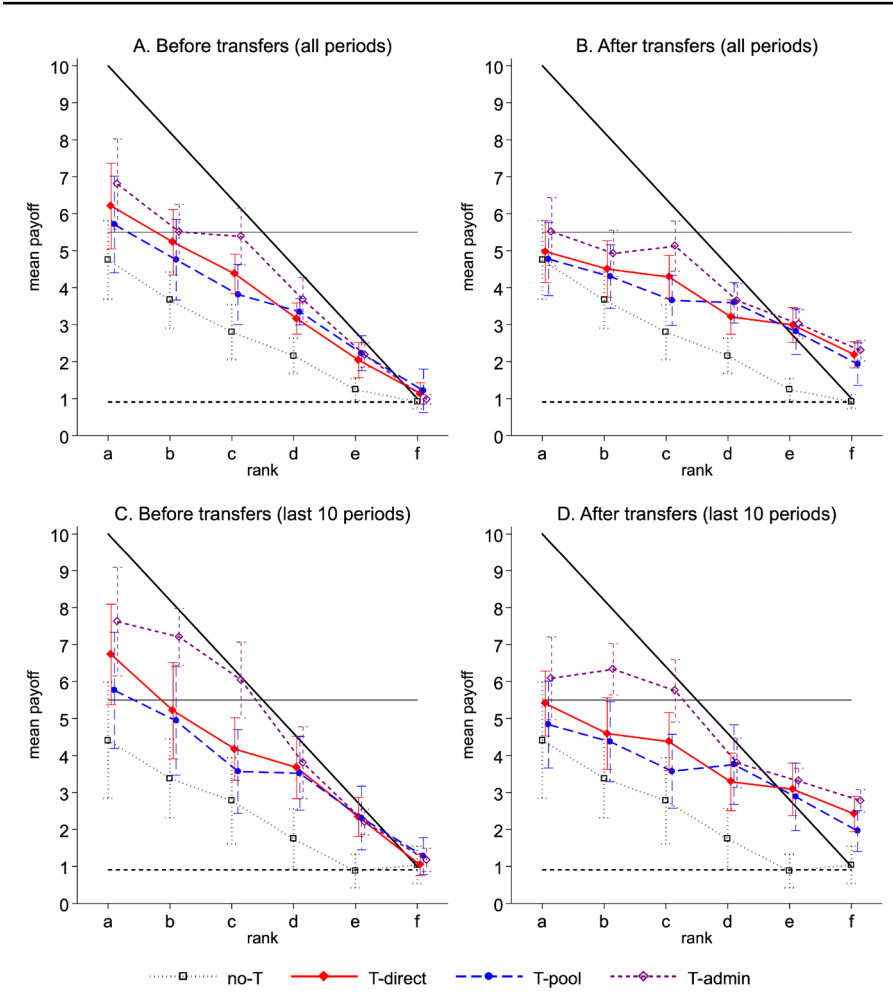 A. Before transfers (all periods)
mean payoff
10
9
8
7
6
5
4
3
2
1
0
a b c d e f
rank
B. After transfers (all periods)
mean payoff
10
9
8
7
6
5
4
3
2
1
0
a b c d e f
rank
C. Before transfers (last 10 periods)
mean payoff
10
9
8
7
6
5
4
3
2
1
0
a b c d e f
rank
D. After transfers (last 10 periods)
mean payoff
10
9
8
7
6
5
4
3
2
1
0
a b c d e f
rank
no-T T-direct T-pool T-admin